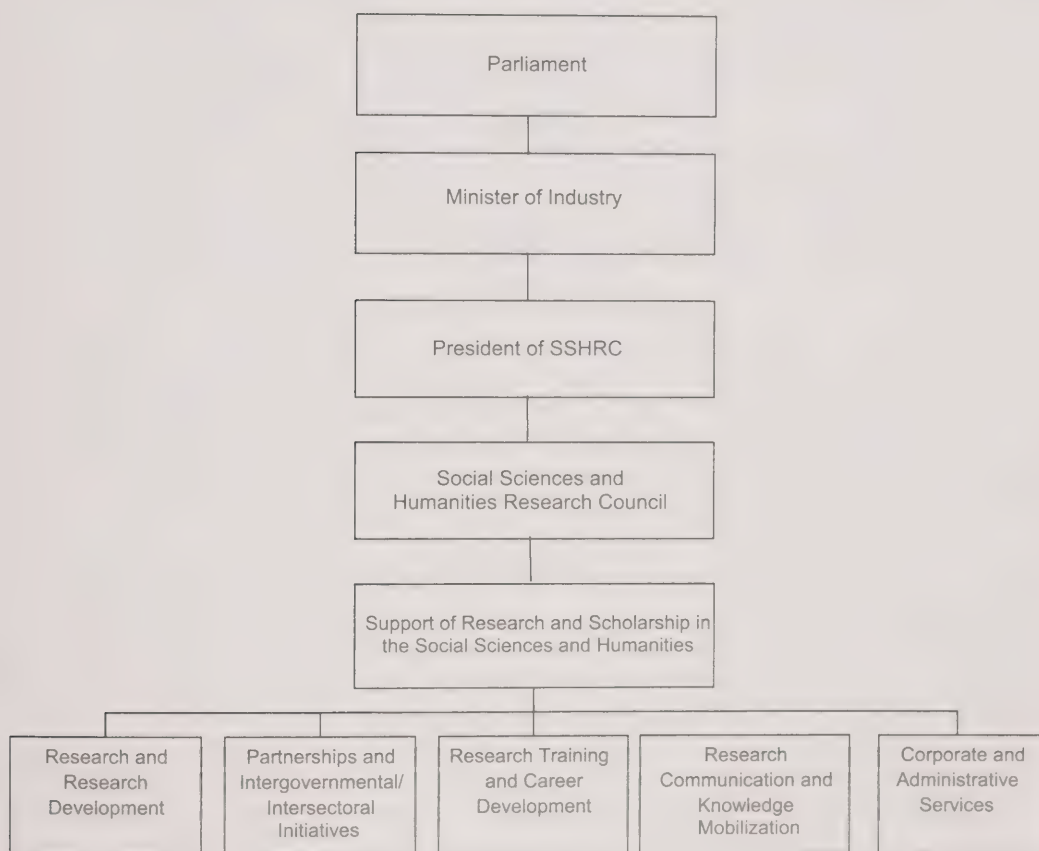 Parliament
Minister of Industry
President of SSHRC
Social Sciences and
Humanities Research Council
Support of Research and Scholarship in
the Social Sciences and Humanities
Research and
Research
Development
Partnerships and
Intergovernmental/
Intersectoral
Initiatives
Research Training
and Career
Development
Research
Communication and
Knowledge
Mobilization
Corporate and
Administrative
Services